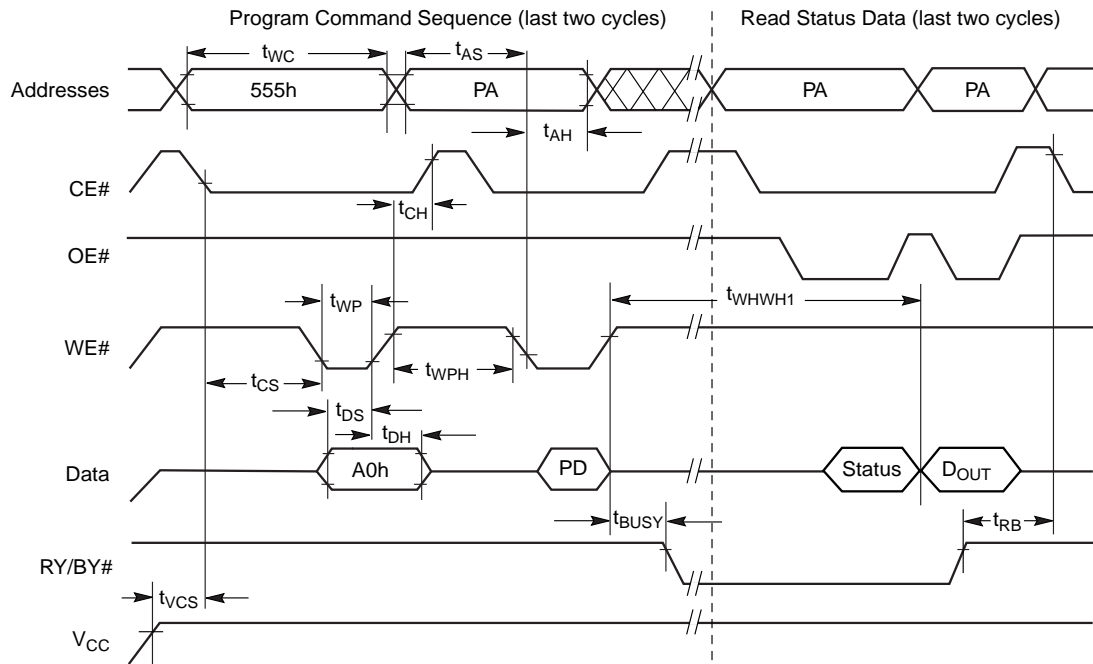 Program Command Sequence (last two cycles)
Read Status Data (last two cycles)
tWC
tAS
Addresses
555h
PA
PA
PA
tAH
CE#
tCH
OE#
tWP
tWHWH1
WE#
tCS
tWPH
tDS
tDH
Data
A0h
PD
Status
DOUT
tBUSY
tRB
RY/BY#
tVCS
VCC